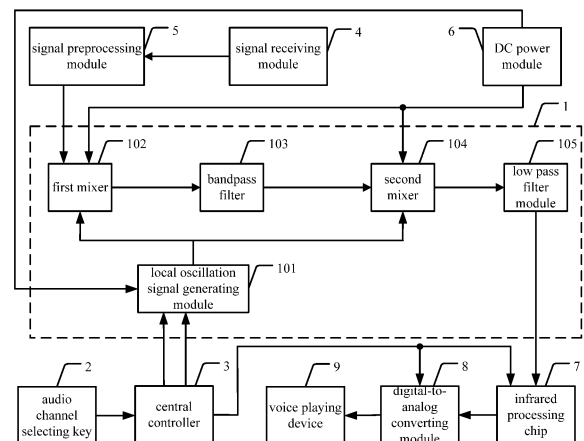 signal preprocessing
module
5
signal receiving
module
4
DC power
module
6
1
first mixer
102
bandpass
filter
103
second
mixer
104
low pass
filter
module
105
local oscillation
signal generating
module
101
audio
channel
selecting key
2
central
controller
3
voice playing
device
9
digital-to-
analog
converting
module
8
infrared
processing
chip
7